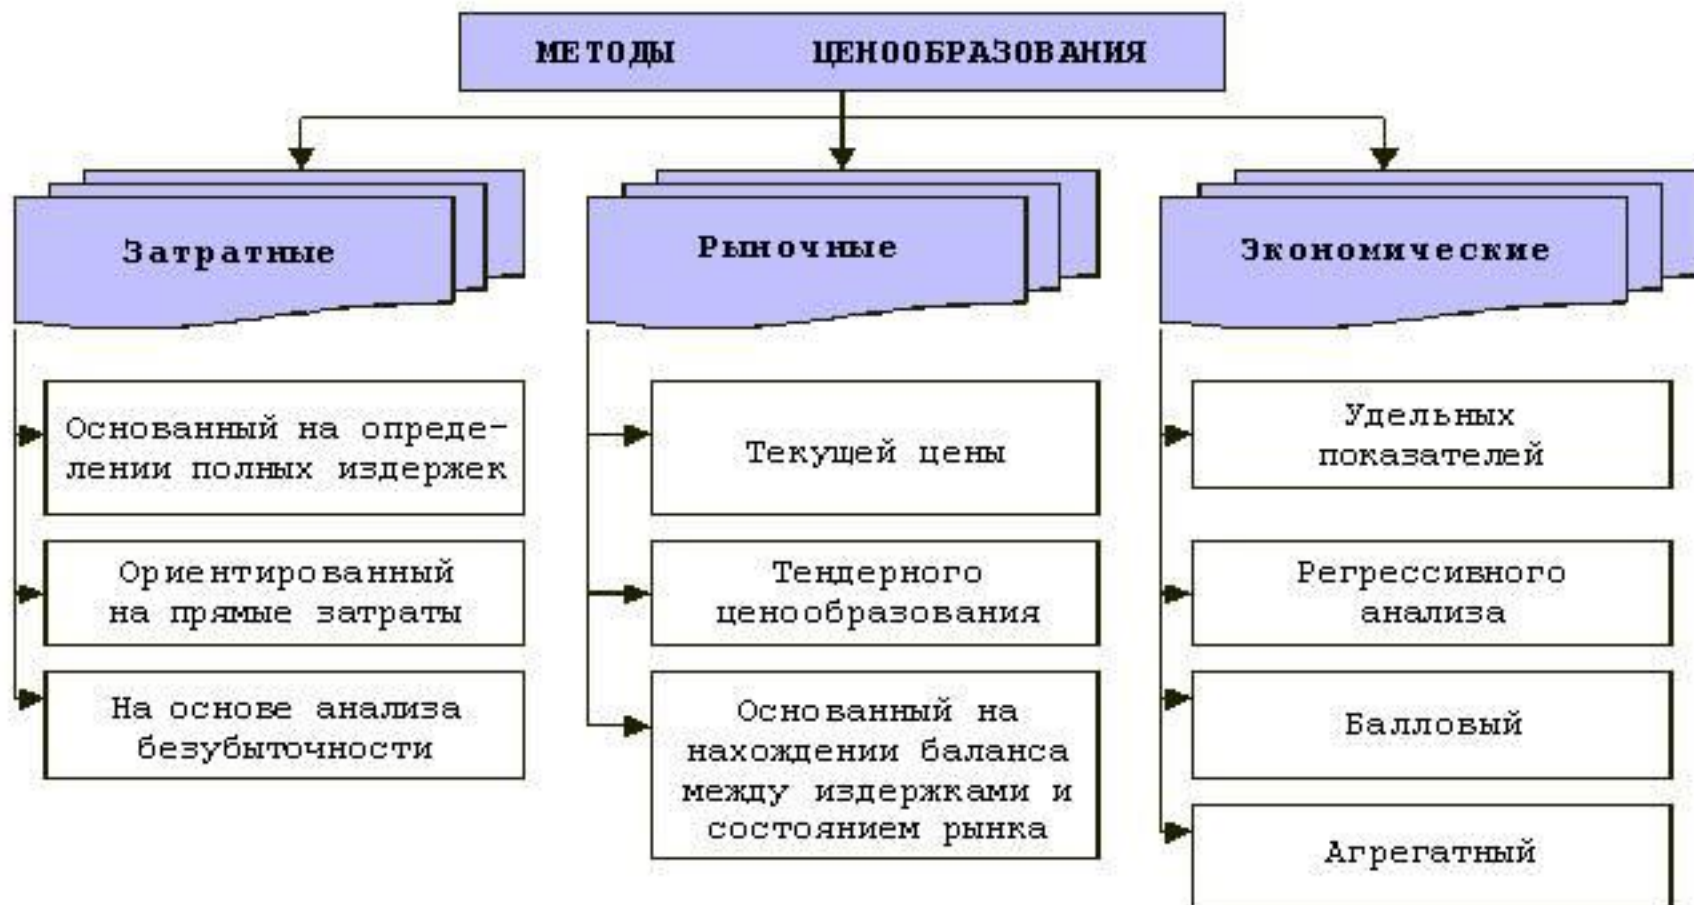 МЕТОДЫ ЦЕНООБРАЗОВАНИЯ
Затратные
Основанный на опреде-
лении полных издержек
Ориентированный
на прямые затраты
На основе анализа
безубыточности
Рыночные
Текущей цены
Тендерного
ценообразования
Основанный на
нахождении баланса
между издержками и
состоянием рынка
Экономические
Удельных
показателей
Регрессивного
анализа
Балловый
Агрегатный